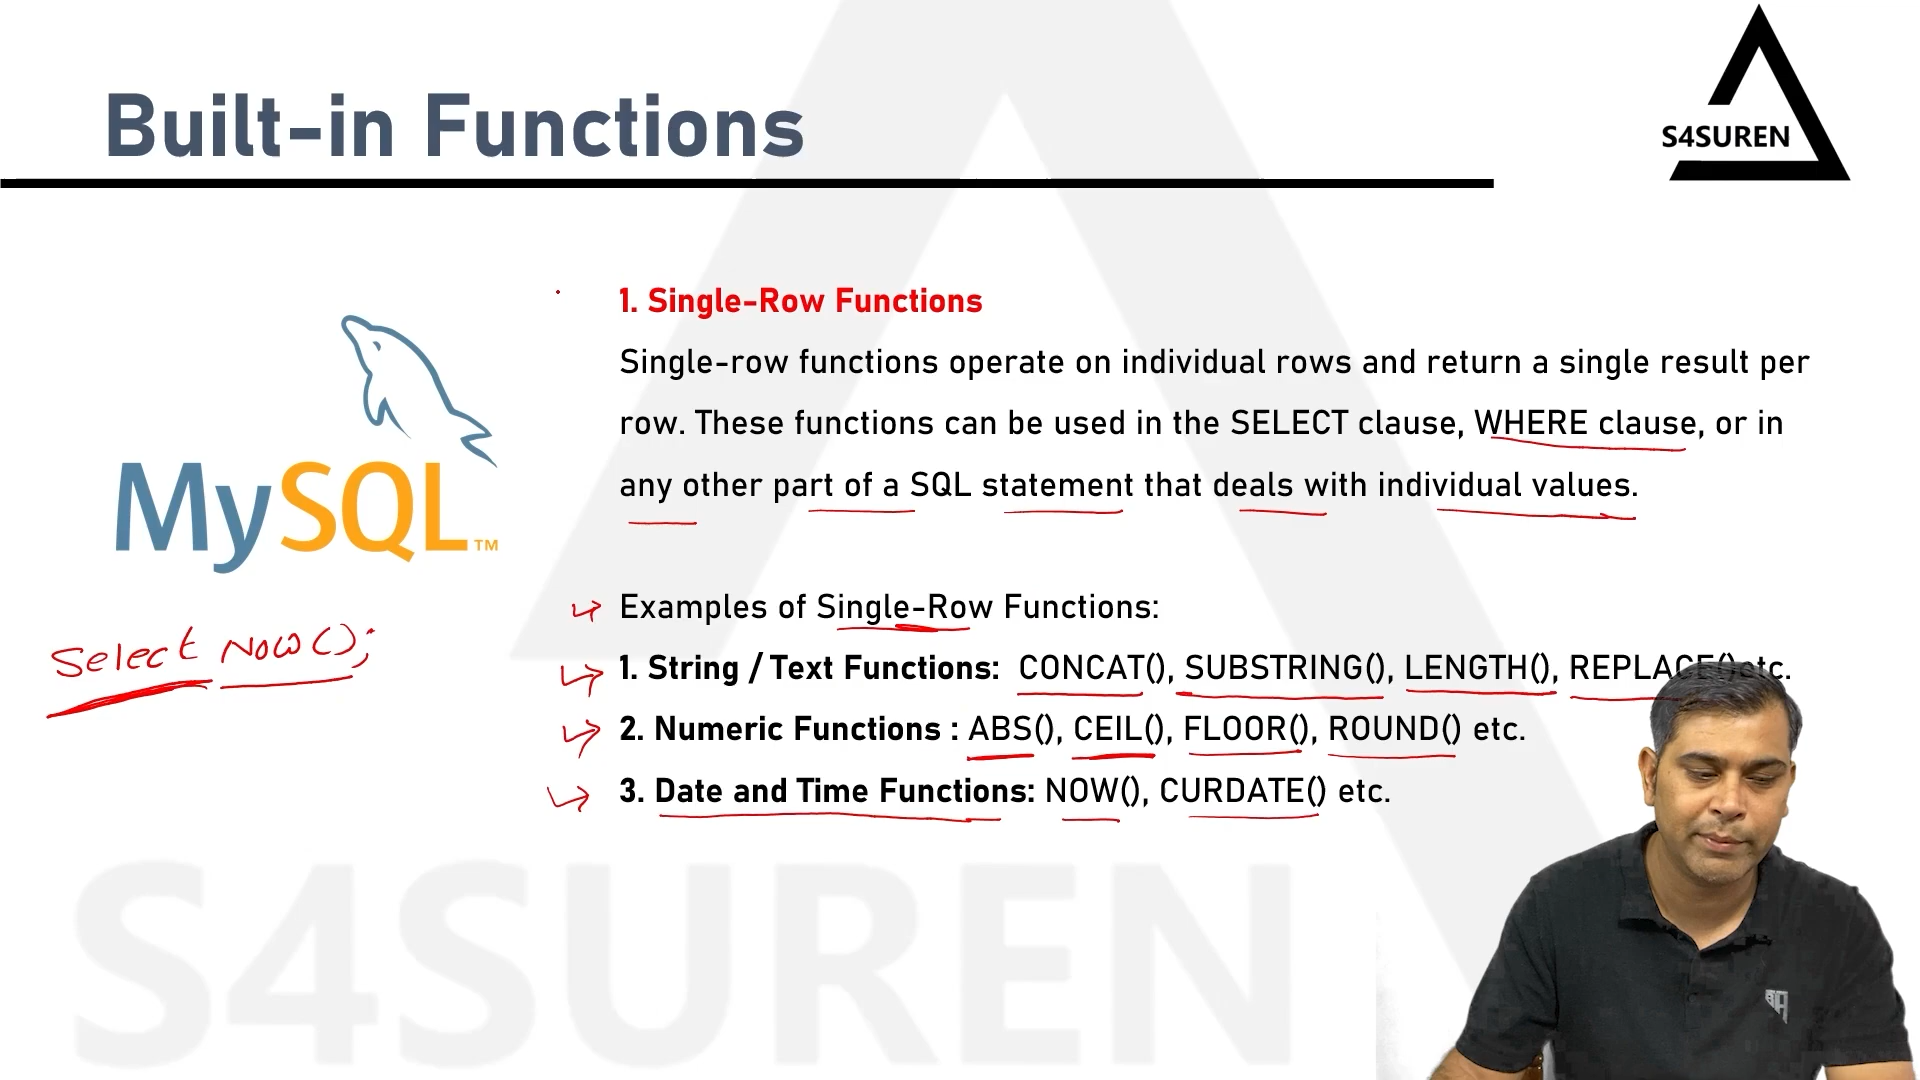 Built-in Functions
S4SUREN
1. Single-Row Functions
Single-row functions operate on individual rows and return a single result per
row. These functions can be used in the SELECT clause, WHERE clause, or in
any other part of a SQL statement that deals with individual values.
MySQL™
Examples of Single-Row Functions:
Select NOW();
1. String / Text Functions: CONCAT(), SUBSTRING(), LENGTH(), REPLACE()etc.
2. Numeric Functions : ABS(), CEIL(), FLOOR(), ROUND() etc.
3. Date and Time Functions: NOW(), CURDATE() etc.
S4SUREN